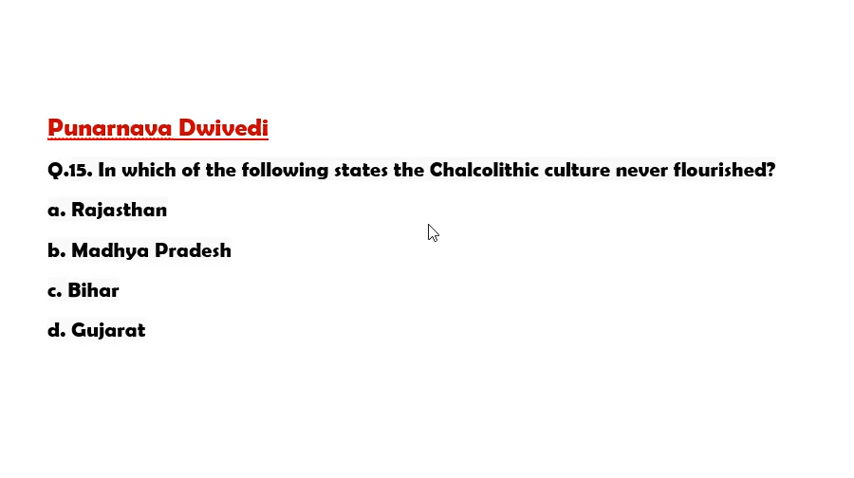 Punarnava Dwivedi
Q.15. In which of the following states the Chalcolithic culture never flourished?
a. Rajasthan
b. Madhya Pradesh
c. Bihar
d. Gujarat